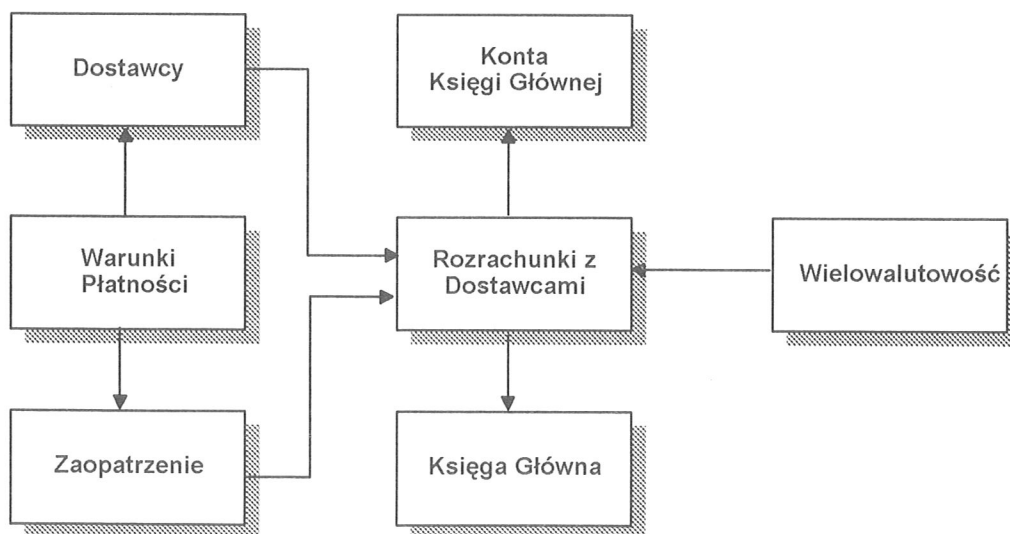 Dostawcy
Konta
Księgi Głównej
Warunki
Płatności
Rozrachunki z
Dostawcami
Wielowalutowość
Zaopatrzenie
Księga Główna